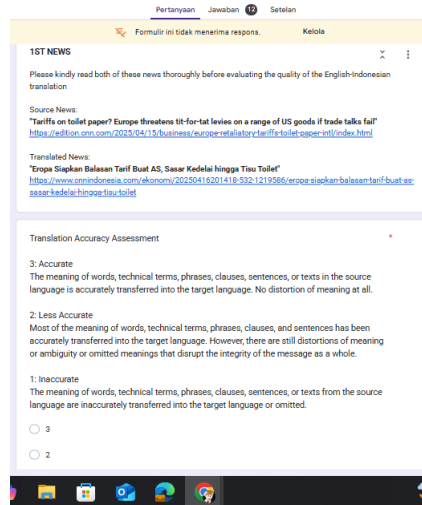 Pertanyaan Jawaban 12 Setelan
Formulir ini tidak menerima respons. Kelola
1ST NEWS
Please kindly read both of these news thoroughly before evaluating the quality of the English-Indonesian
translation
Source News:
"Tariffs on toilet paper? Europe threatens tit-for-tat levies on a range of US goods if trade talks fail"
https://edition.cnn.com/2025/04/15/business/europe-retaliatory-tariffs-toilet-paper-intl/index.html
Translated News:
"Eropa Siapkan Balasan Tarif Buat AS, Sasar Kedelai hingga Tisu Toilet"
https://www.cnnindonesia.com/ekonomi/20250416201418-532-1219586/eropa-siapkan-balasan-tarif-buat-as-
sasar-kedelai-hingga-tisu-toilet
Translation Accuracy Assessment *
3: Accurate
The meaning of words, technical terms, phrases, clauses, sentences, or texts in the source
language is accurately transferred into the target language. No distortion of meaning at all.
2: Less Accurate
Most of the meaning of words, technical terms, phrases, clauses, and sentences has been
accurately transferred into the target language. However, there are still distortions of meaning
or ambiguity or omitted meanings that disrupt the integrity of the message as a whole.
1: Inaccurate
The meaning of words, technical terms, phrases, clauses, sentences, or texts from the source
language are inaccurately transferred into the target language or omitted.
3
2